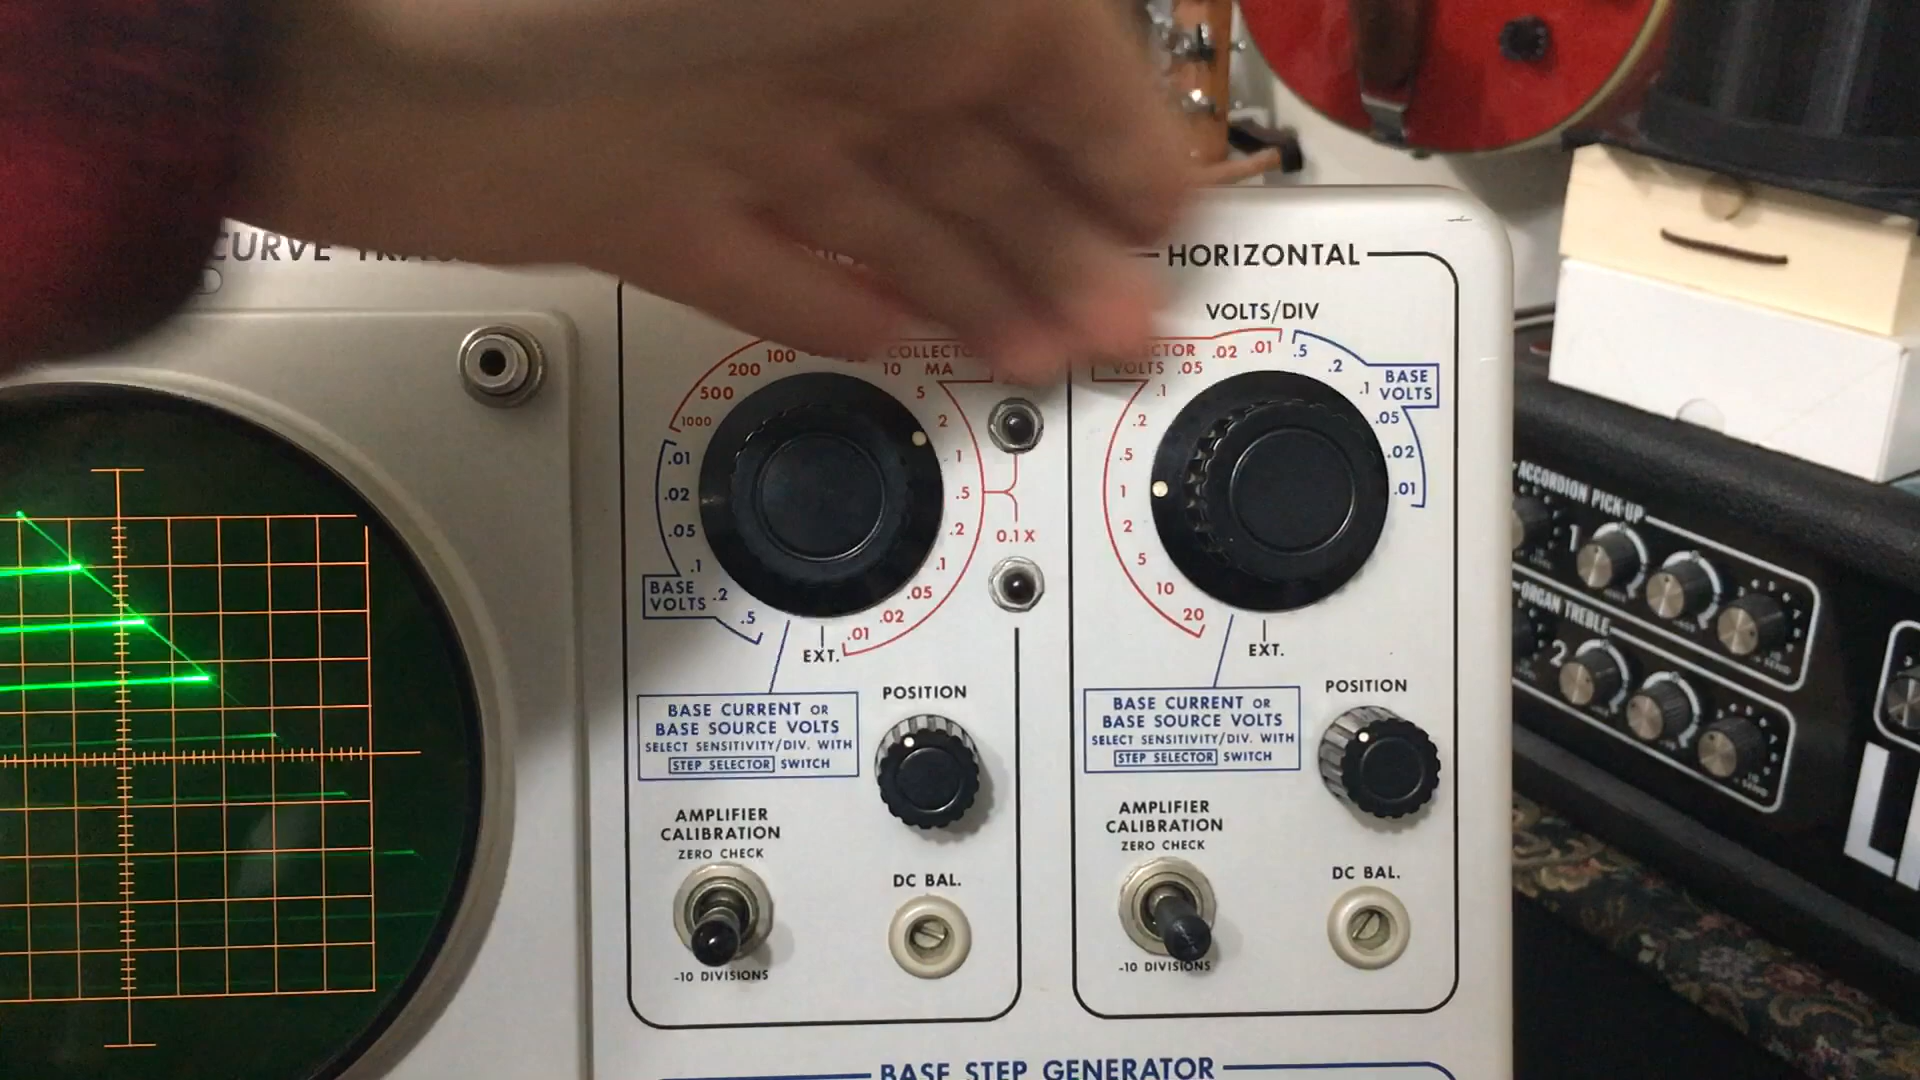 CURVE
HORIZONTAL
VOLTS/DIV
100
200
500
1000
10
COLLECTO
MA
5
2
1
.5
.2
.1
.05
.02
.01
.01
.02
.05
.1
.2
.5
BASE
VOLTS
EXT.
0.1X
VOLTS
.05
.02
.01
.1
.2
.5
1
2
5
10
20
.5
.2
.1
.05
.02
.01
BASE
VOLTS
EXT.
BASE CURRENT OR
BASE SOURCE VOLTS
SELECT SENSITIVITY/DIV. WITH
STEP SELECTOR SWITCH
POSITION
BASE CURRENT OR
BASE SOURCE VOLTS
SELECT SENSITIVITY/DIV. WITH
STEP SELECTOR SWITCH
POSITION
AMPLIFIER
CALIBRATION
ZERO CHECK
-10 DIVISIONS
DC BAL.
AMPLIFIER
CALIBRATION
ZERO CHECK
-10 DIVISIONS
DC BAL.
BASE STEP GENERATOR
ACCORDION PICK-UP
1
ORGAN TREBLE
2